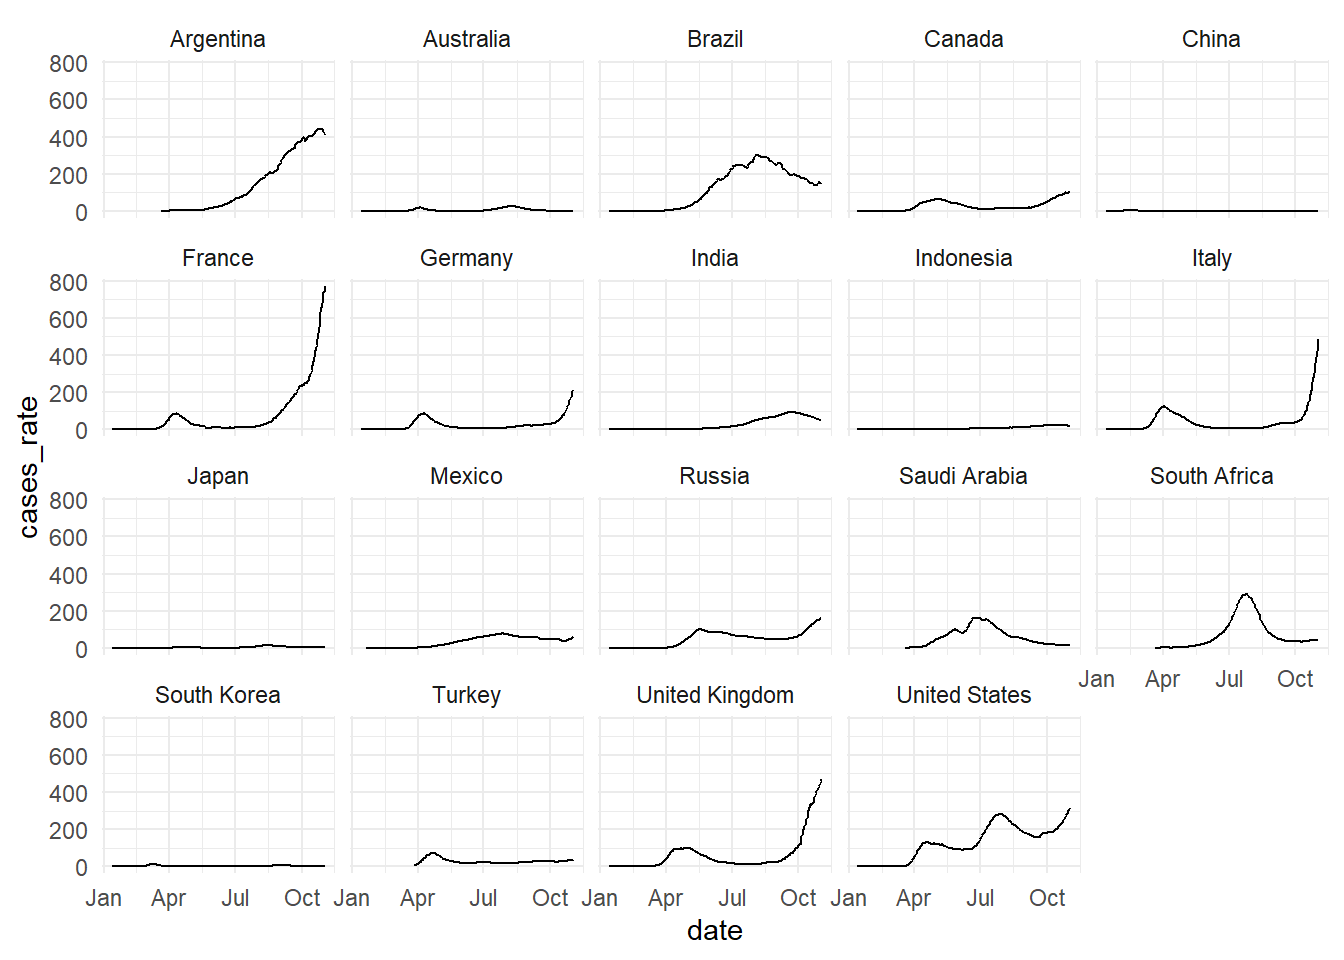 Argentina Australia Brazil Canada China
800
600
400
200
0
France Germany India Indonesia Italy
800
600
400
200
0
cases_rate
Japan Mexico Russia Saudi Arabia South Africa
800
600
400
200
0
Jan Apr Jul Oct
South Korea Turkey United Kingdom United States
800
600
400
200
0
Jan Apr Jul Oct Jan Apr Jul Oct Jan Apr Jul Oct Jan Apr Jul Oct
date